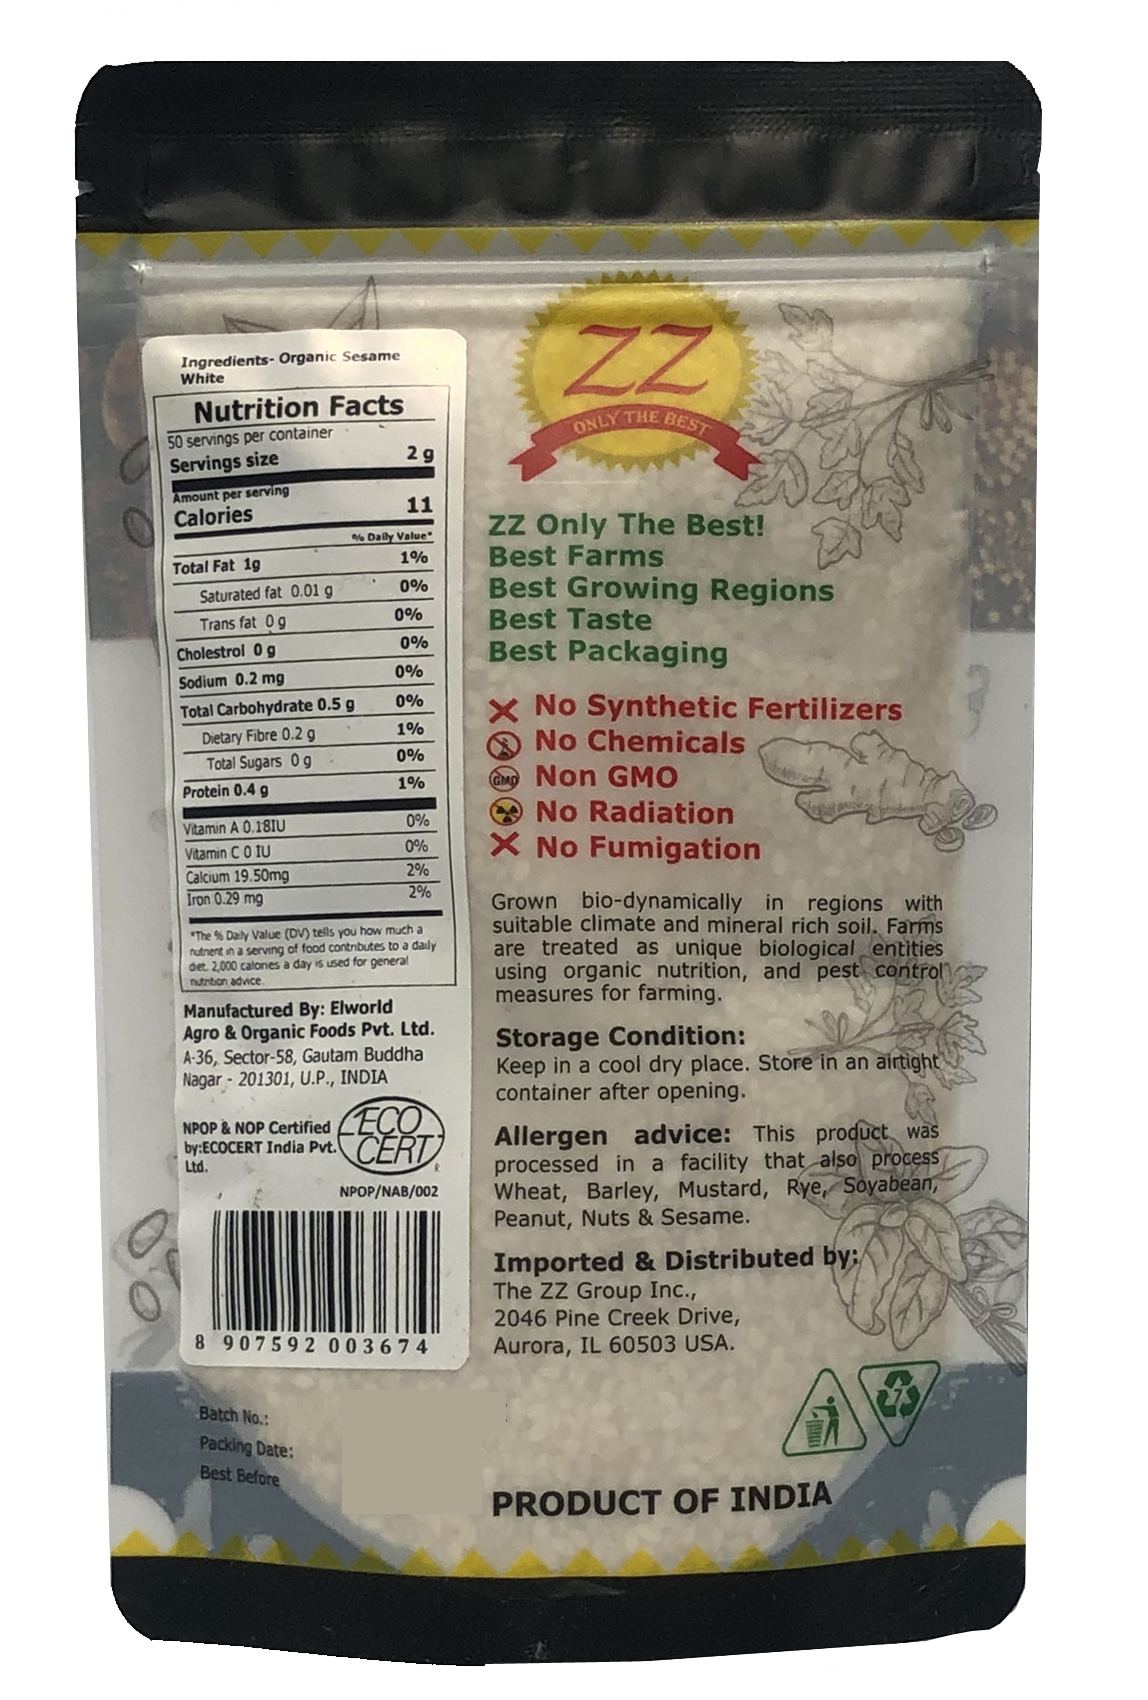 Ingredients- Organic Sesame
White
Nutrition Facts
50 servings per container
Servings size 2 g
Amount per serving
Calories 11
% Daily Value*
Total Fat 1g 1%
Saturated fat 0.01 g 0%
Trans fat 0 g 0%
Cholestrol 0 g 0%
Sodium 0.2 mg 0%
Total Carbohydrate 0.5 g 0%
Dietary Fibre 0.2 g 1%
Total Sugars 0 g 0%
Protein 0.4 g 1%
Vitamin A 0.18IU 0%
Vitamin C 0 IU 0%
Calcium 19.50mg 2%
Iron 0.29 mg 2%
*The % Daily Value (DV) tells you how much a
nutrient in a serving of food contributes to a daily
diet. 2,000 calories a day is used for general
nutrition advice.
Manufactured By: Elworld
Agro & Organic Foods Pvt. Ltd.
A-36, Sector-58, Gautam Buddha
Nagar - 201301, U.P., INDIA
NPOP & NOP Certified
by:ECOCERT India Pvt.
Ltd.
ECO
CERT
®
NPOP/NAB/002
8 907592 003674
Batch No.:
Packing Date:
Best Before
ZZ
ONLY THE BEST
ZZ Only The Best!
Best Farms
Best Growing Regions
Best Taste
Best Packaging
No Synthetic Fertilizers
No Chemicals
GMO Non GMO
No Radiation
No Fumigation
Grown bio-dynamically in regions with
suitable climate and mineral rich soil. Farms
are treated as unique biological entities
using organic nutrition, and pest control
measures for farming.
Storage Condition:
Keep in a cool dry place. Store in an airtight
container after opening.
Allergen advice: This product was
processed in a facility that also process
Wheat, Barley, Mustard, Rye, Soyabean,
Peanut, Nuts & Sesame.
Imported & Distributed by:
The ZZ Group Inc.,
2046 Pine Creek Drive,
Aurora, IL 60503 USA.
7
PRODUCT OF INDIA